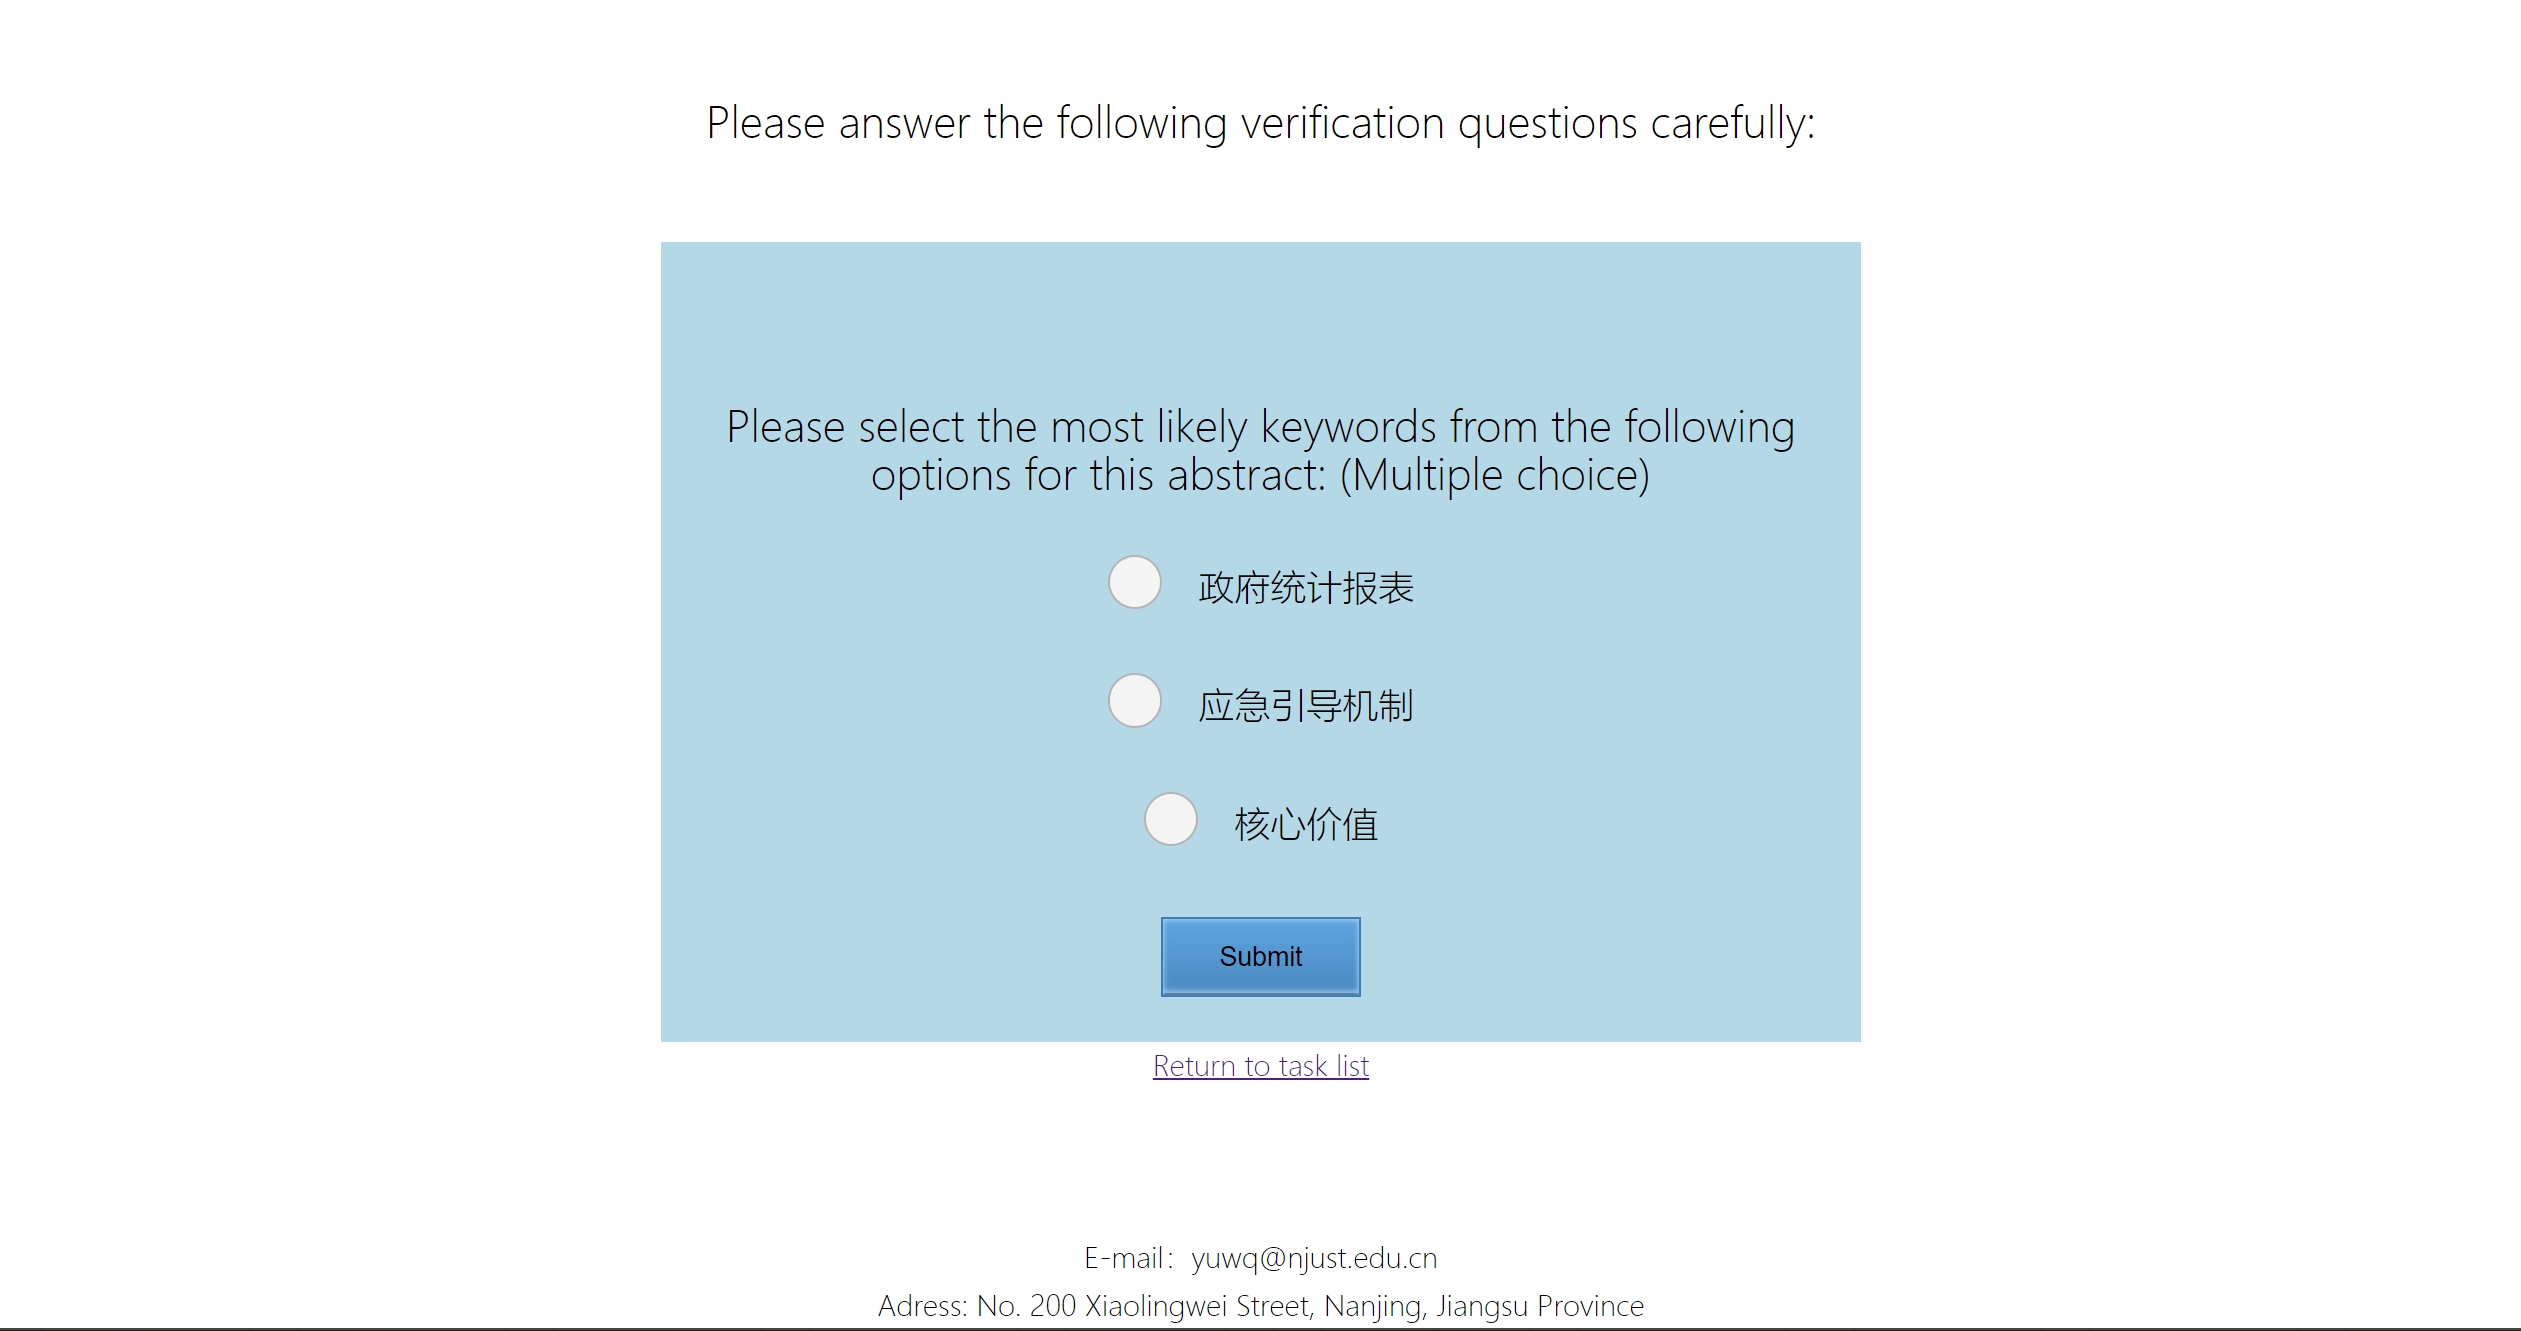 Please answer the following verification questions carefully:
Please select the most likely keywords from the following
options for this abstract: (Multiple choice)
政府统计报表
应急引导机制
核心价值
Submit
Return to task list
E-mail：yuwq@njust.edu.cn
Adress: No. 200 Xiaolingwei Street, Nanjing, Jiangsu Province